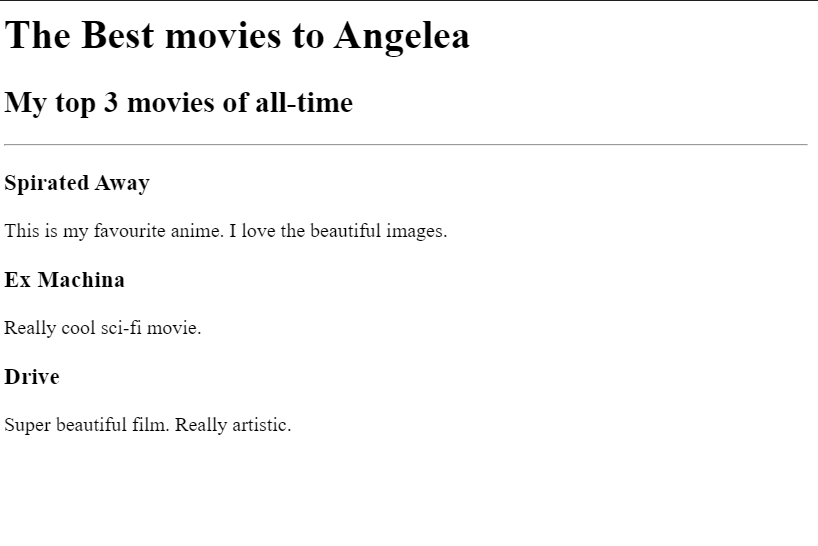 The Best movies to Angelea
My top 3 movies of all-time
Spirated Away
This is my favourite anime. I love the beautiful images.
Ex Machina
Really cool sci-fi movie.
Drive
Super beautiful film. Really artistic.